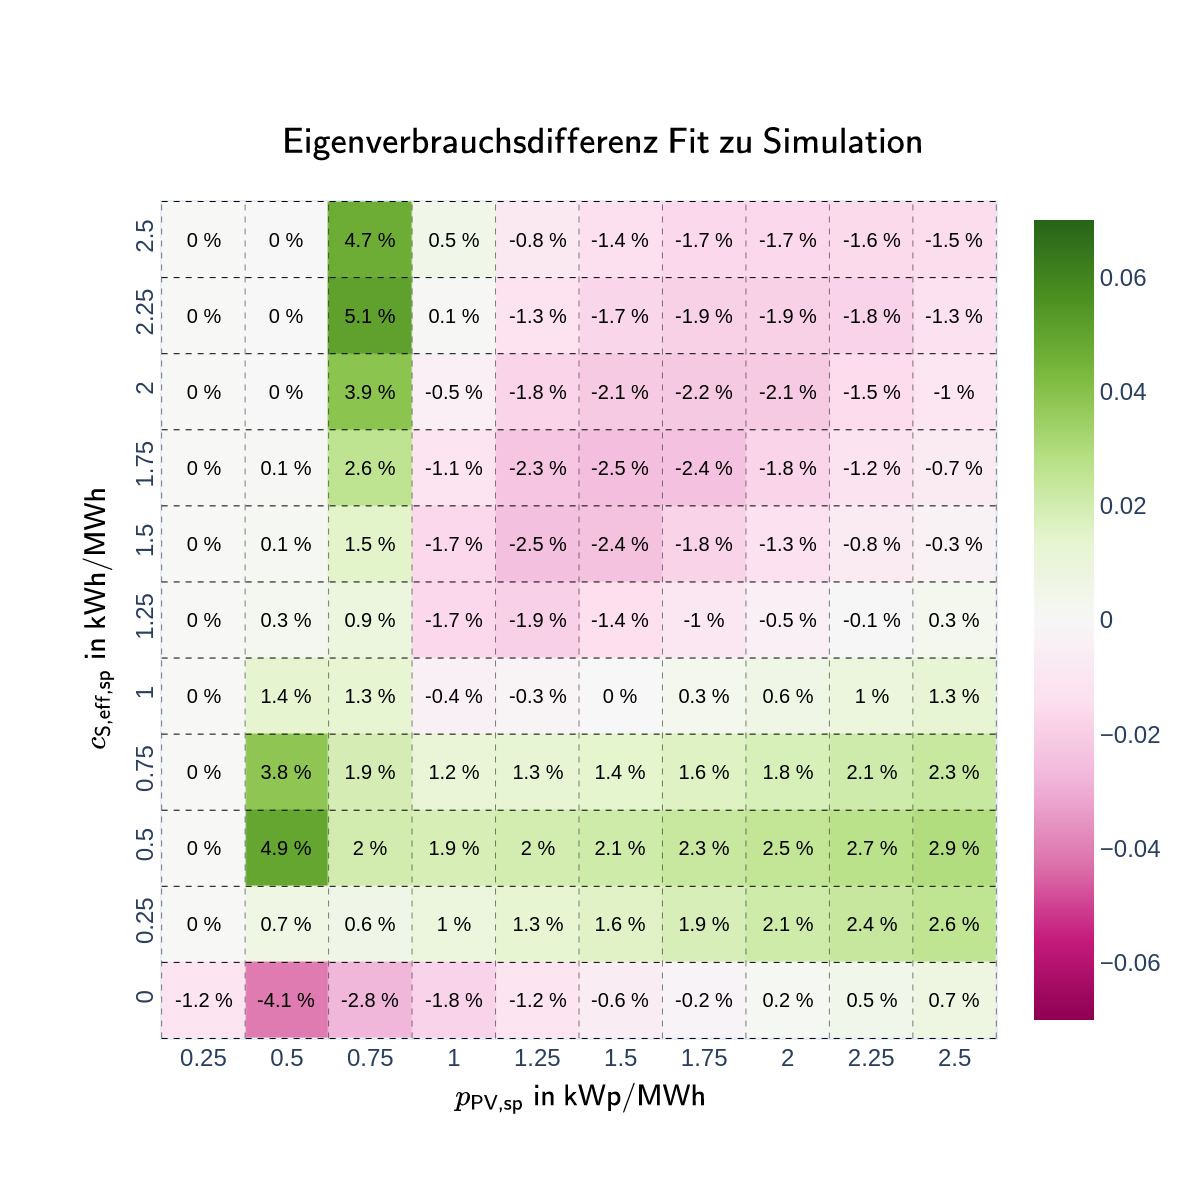 Eigenverbrauchsdifferenz Fit zu Simulation
c_S,eff,sp in kWh/MWh
2.5 0 % 0 % 4.7 % 0.5 % -0.8 % -1.4 % -1.7 % -1.7 % -1.6 % -1.5 %
2.25 0 % 0 % 5.1 % 0.1 % -1.3 % -1.7 % -1.9 % -1.9 % -1.8 % -1.3 %
2 0 % 0 % 3.9 % -0.5 % -1.8 % -2.1 % -2.2 % -2.1 % -1.5 % -1 %
1.75 0 % 0.1 % 2.6 % -1.1 % -2.3 % -2.5 % -2.4 % -1.8 % -1.2 % -0.7 %
1.5 0 % 0.1 % 1.5 % -1.7 % -2.5 % -2.4 % -1.8 % -1.3 % -0.8 % -0.3 %
1.25 0 % 0.3 % 0.9 % -1.7 % -1.9 % -1.4 % -1 % -0.5 % -0.1 % 0.3 %
1 0 % 1.4 % 1.3 % -0.4 % -0.3 % 0 % 0.3 % 0.6 % 1 % 1.3 %
0.75 0 % 3.8 % 1.9 % 1.2 % 1.3 % 1.4 % 1.6 % 1.8 % 2.1 % 2.3 %
0.5 0 % 4.9 % 2 % 1.9 % 2 % 2.1 % 2.3 % 2.5 % 2.7 % 2.9 %
0.25 0 % 0.7 % 0.6 % 1 % 1.3 % 1.6 % 1.9 % 2.1 % 2.4 % 2.6 %
0 -1.2 % -4.1 % -2.8 % -1.8 % -1.2 % -0.6 % -0.2 % 0.2 % 0.5 % 0.7 %
0.25 0.5 0.75 1 1.25 1.5 1.75 2 2.25 2.5
p_PV,sp in kWp/MWh
0.06
0.04
0.02
0
−0.02
−0.04
−0.06